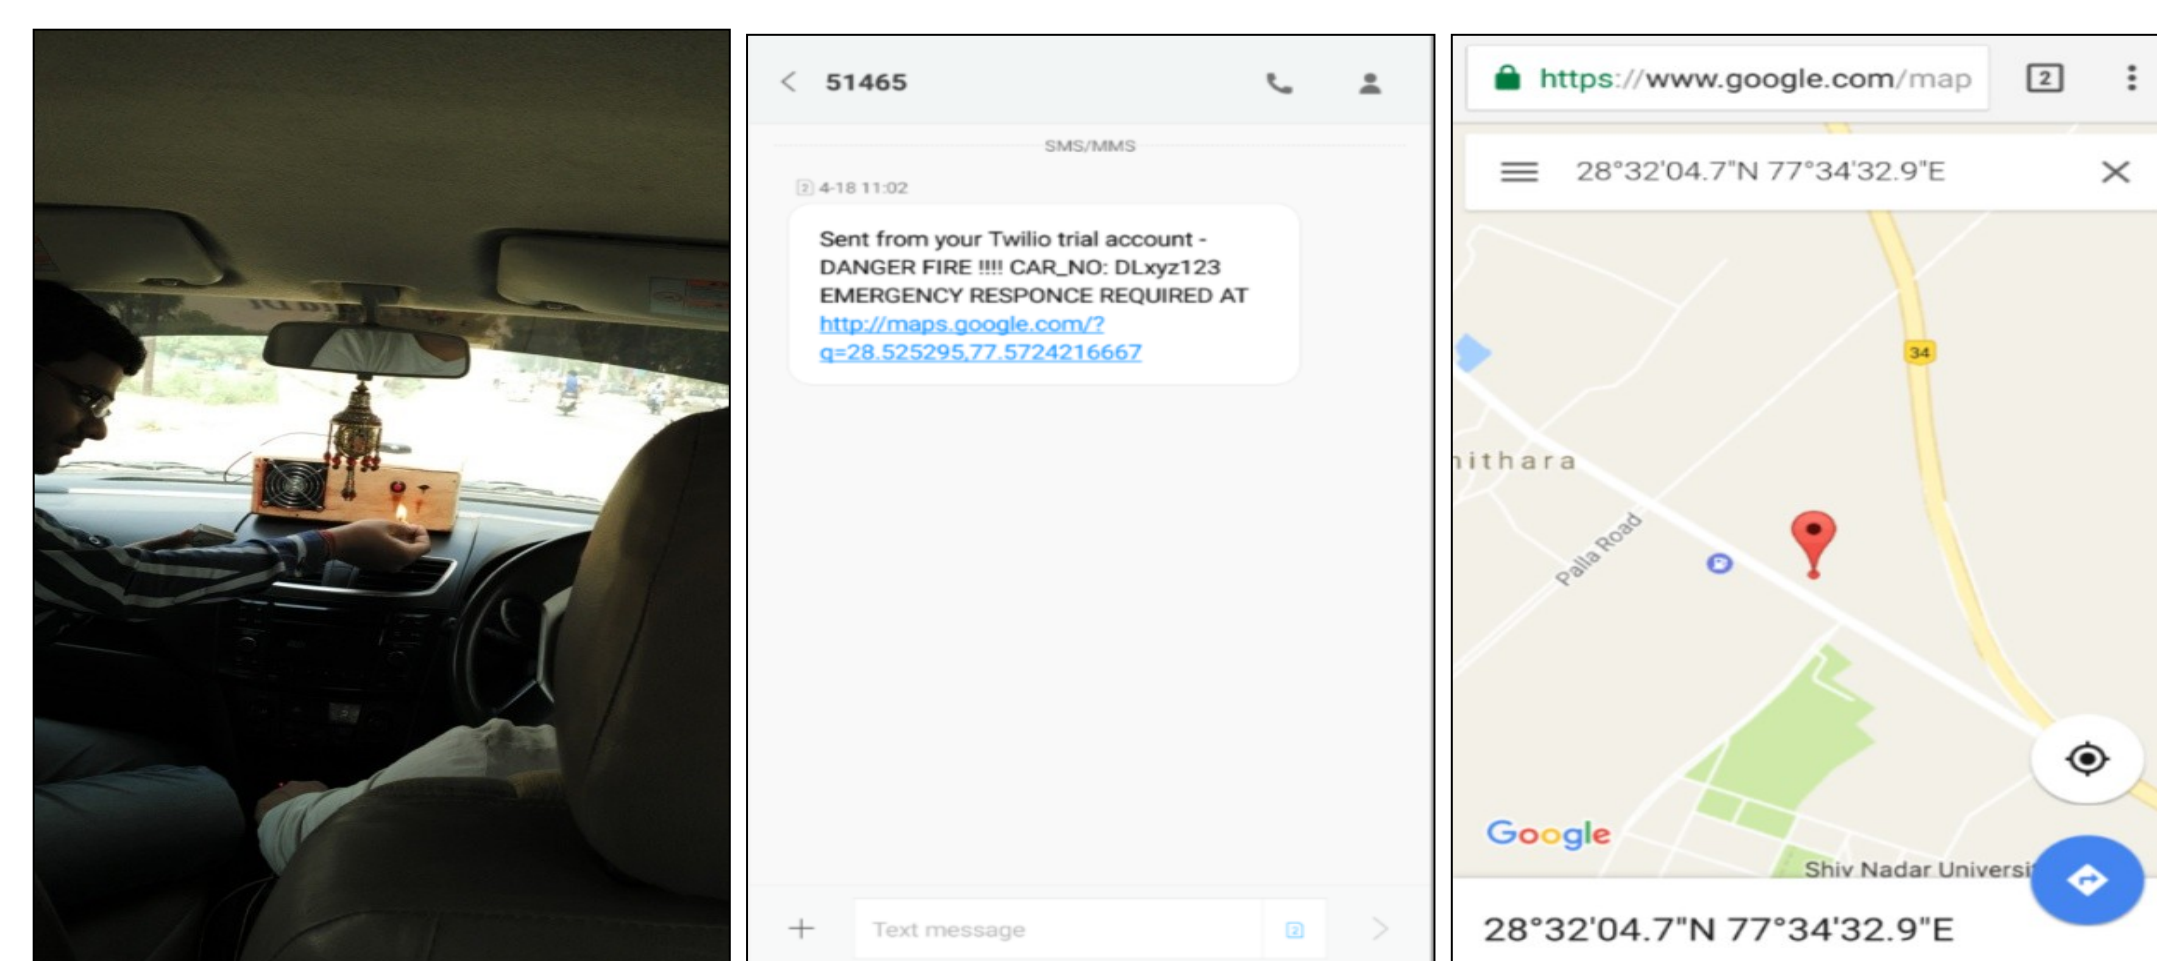 51465
SMS/MMS
2 4-18 11:02
Sent from your Twilio trial account -
DANGER FIRE !!!! CAR_NO: DLxyz123
EMERGENCY RESPONCE REQUIRED AT
http://maps.google.com/?
q=28.525295,77.5724216667
Text message
2
https://www.google.com/map
2
28°32'04.7"N 77°34'32.9"E
34
hithara
Palla Road
Google
Shiv Nadar Universi
28°32'04.7"N 77°34'32.9"E